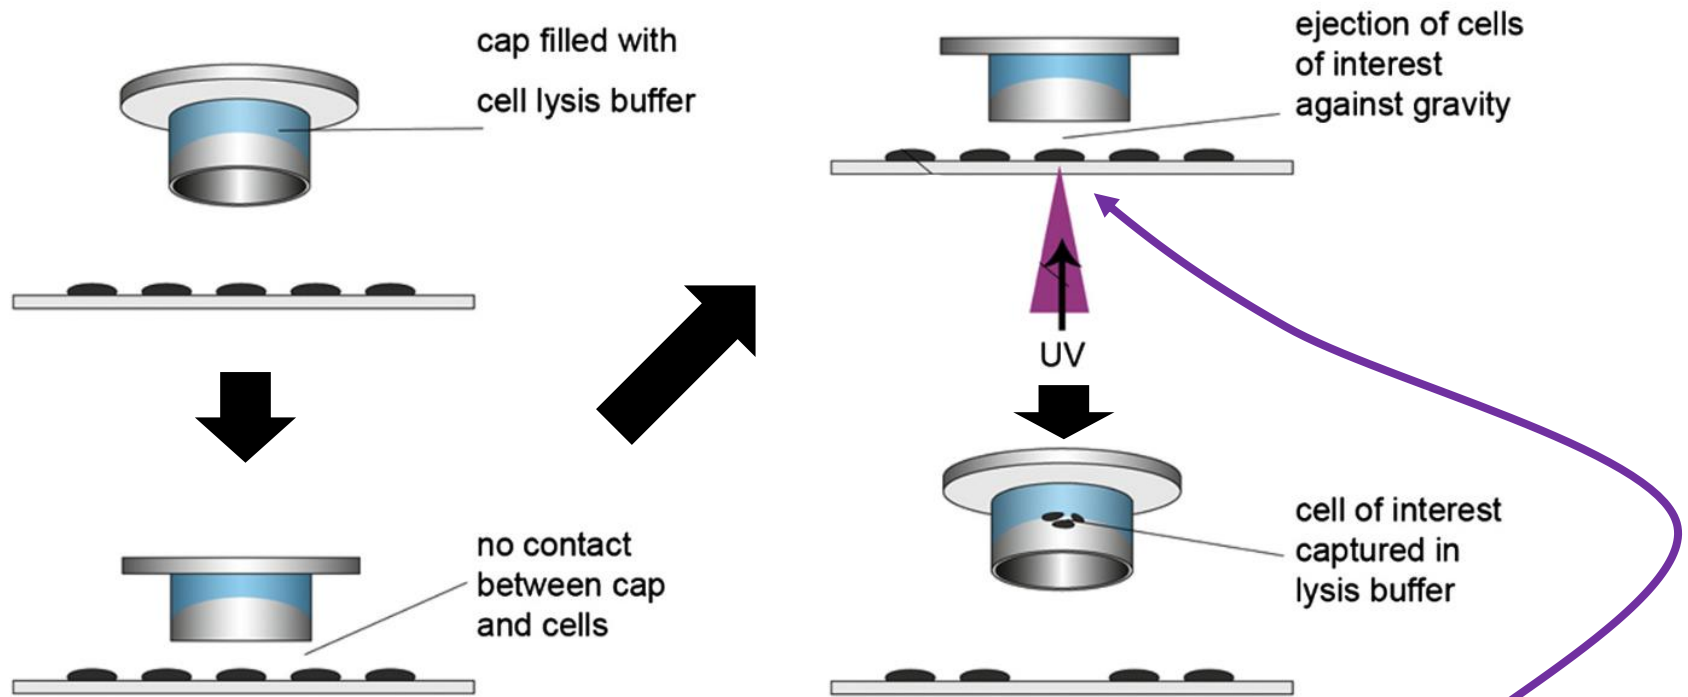 cap filled with
cell lysis buffer
no contact
between cap
and cells
ejection of cells
of interest
against gravity
UV
cell of interest
captured in
lysis buffer